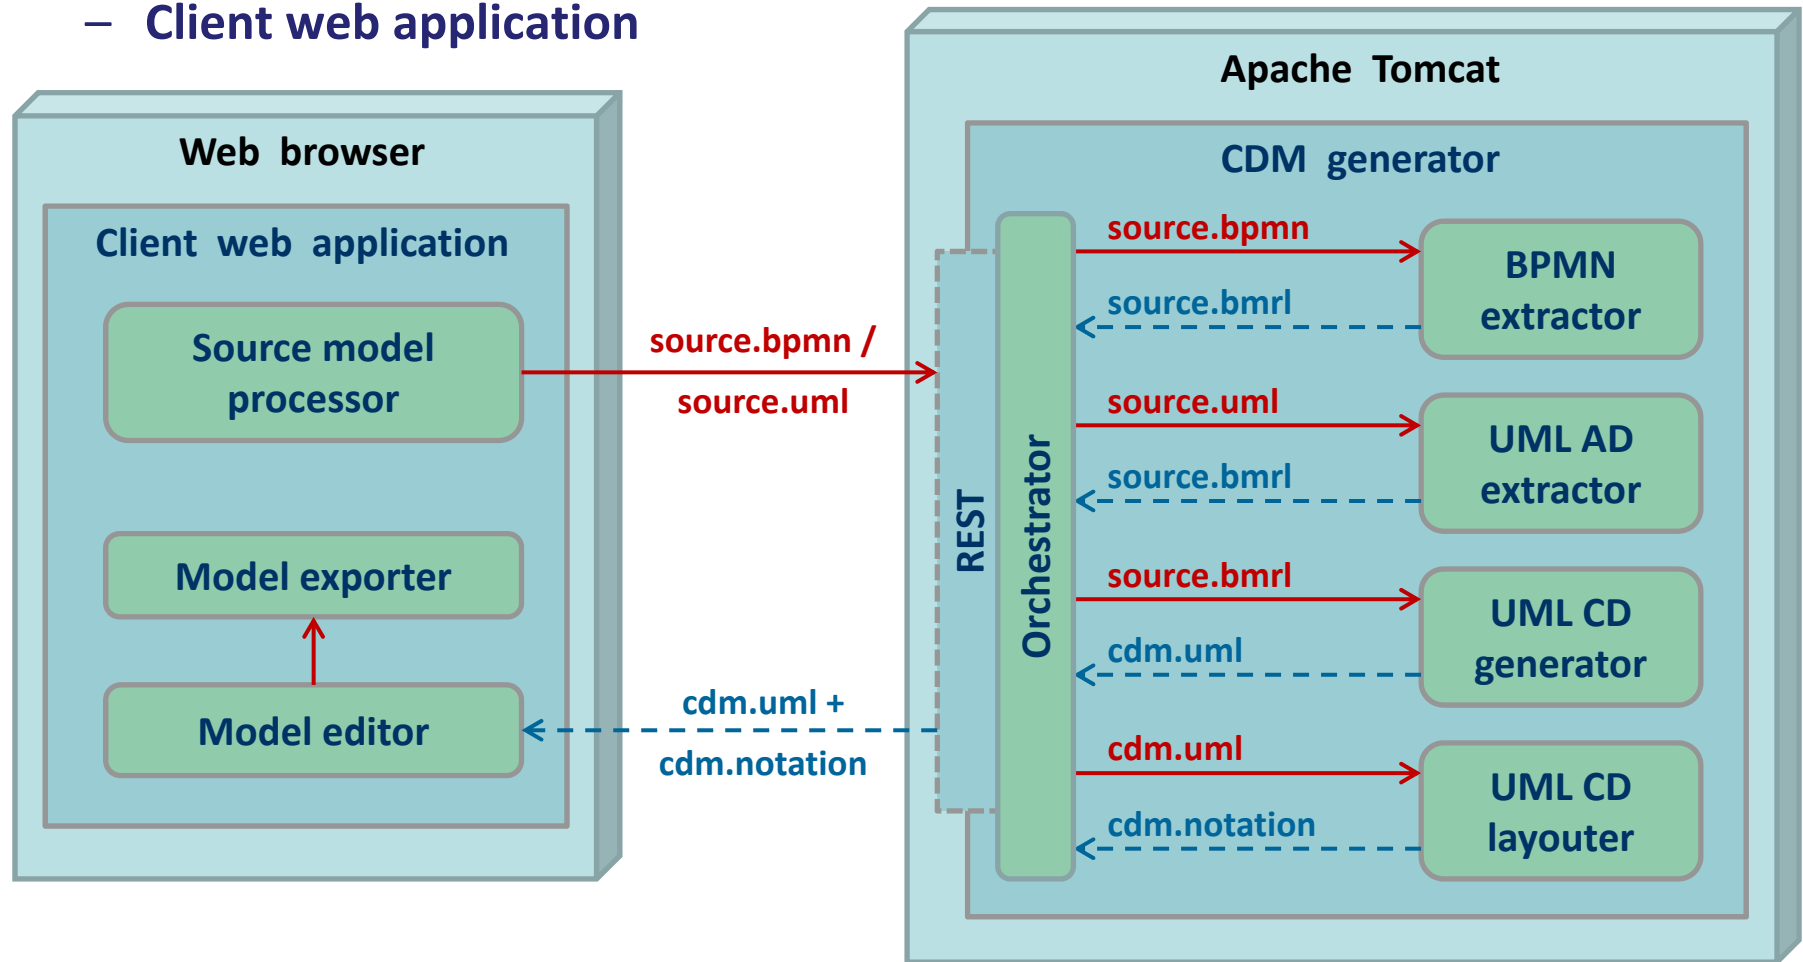 – Client web application
Web browser
Client web application
Source model
processor
Model exporter
Model editor
source.bpmn /
source.uml
cdm.uml +
cdm.notation
Apache Tomcat
CDM generator
REST
Orchestrator
source.bpmn
source.bmrl
BPMN
extractor
source.uml
source.bmrl
UML AD
extractor
source.bmrl
cdm.uml
UML CD
generator
cdm.uml
cdm.notation
UML CD
layouter